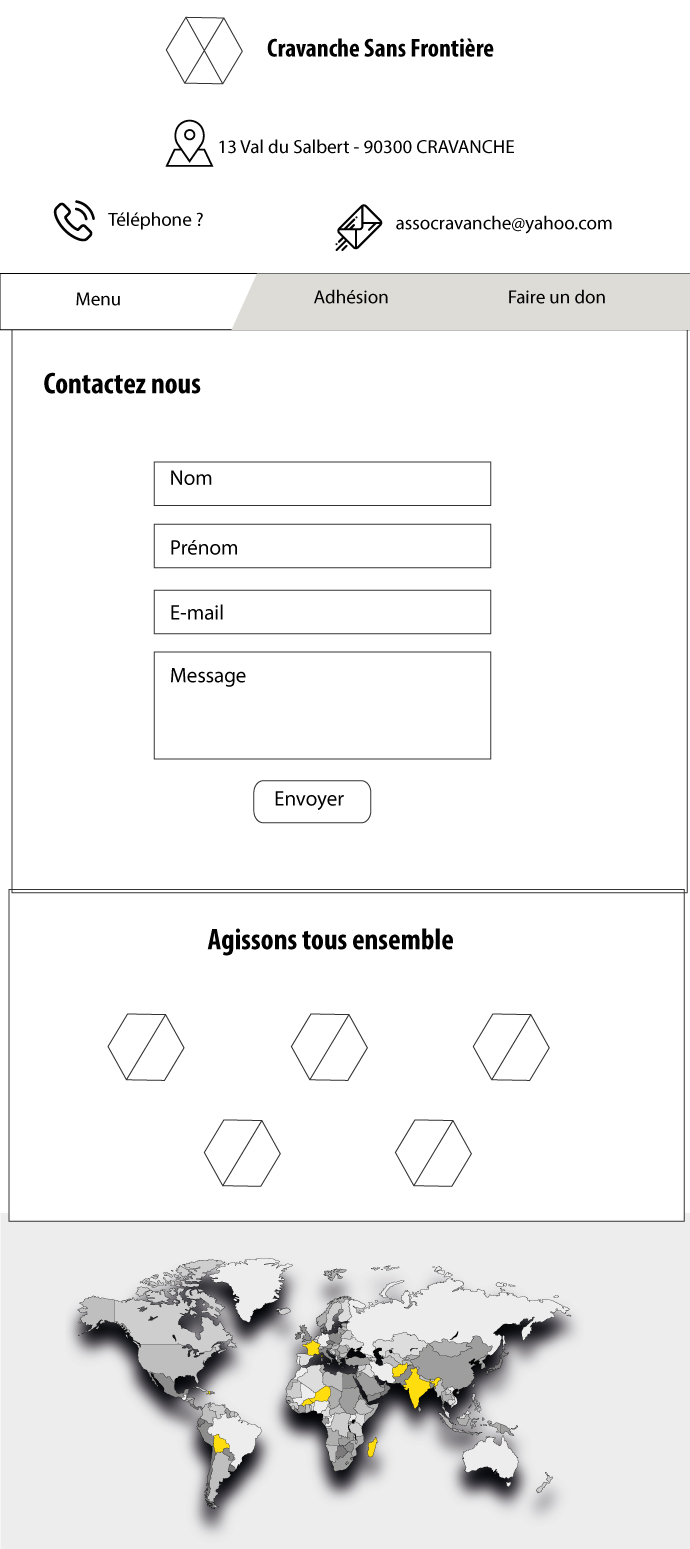 Cravanche Sans Frontière
13 Val du Salbert - 90300 CRAVANCHE
Téléphone ?
assocravanche@yahoo.com
Menu
Adhésion
Faire un don
Contactez nous
Nom
Prénom
E-mail
Message
Envoyer
Agissons tous ensemble